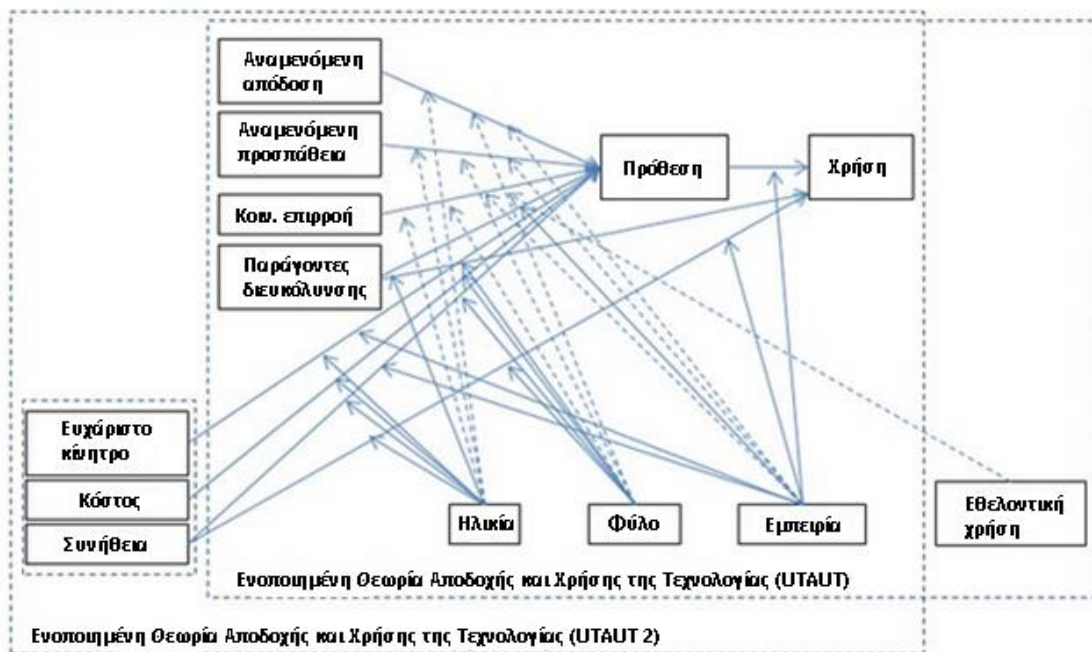 Αναμενόμενη
απόδοση
Αναμενόμενη
προσπάθεια
Κοιν. επιρροή
Παράγοντες
διευκόλυνσης
Πρόθεση
Χρήση
Ευχάριστο
κίνητρο
Κόστος
Συνήθεια
Ηλικία
Φύλο
Εμπειρία
Εθελοντική
χρήση
Ενοποιημένη Θεωρία Αποδοχής και Χρήσης της Τεχνολογίας (UTAUT)
Ενοποιημένη Θεωρία Αποδοχής και Χρήσης της Τεχνολογίας (UTAUT 2)